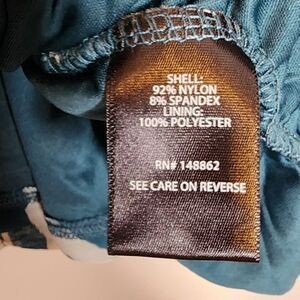 SHELL:
92% NYLON
8% SPANDEX
LINING:
100% POLYESTER
RN# 148862
SEE CARE ON REVERSE